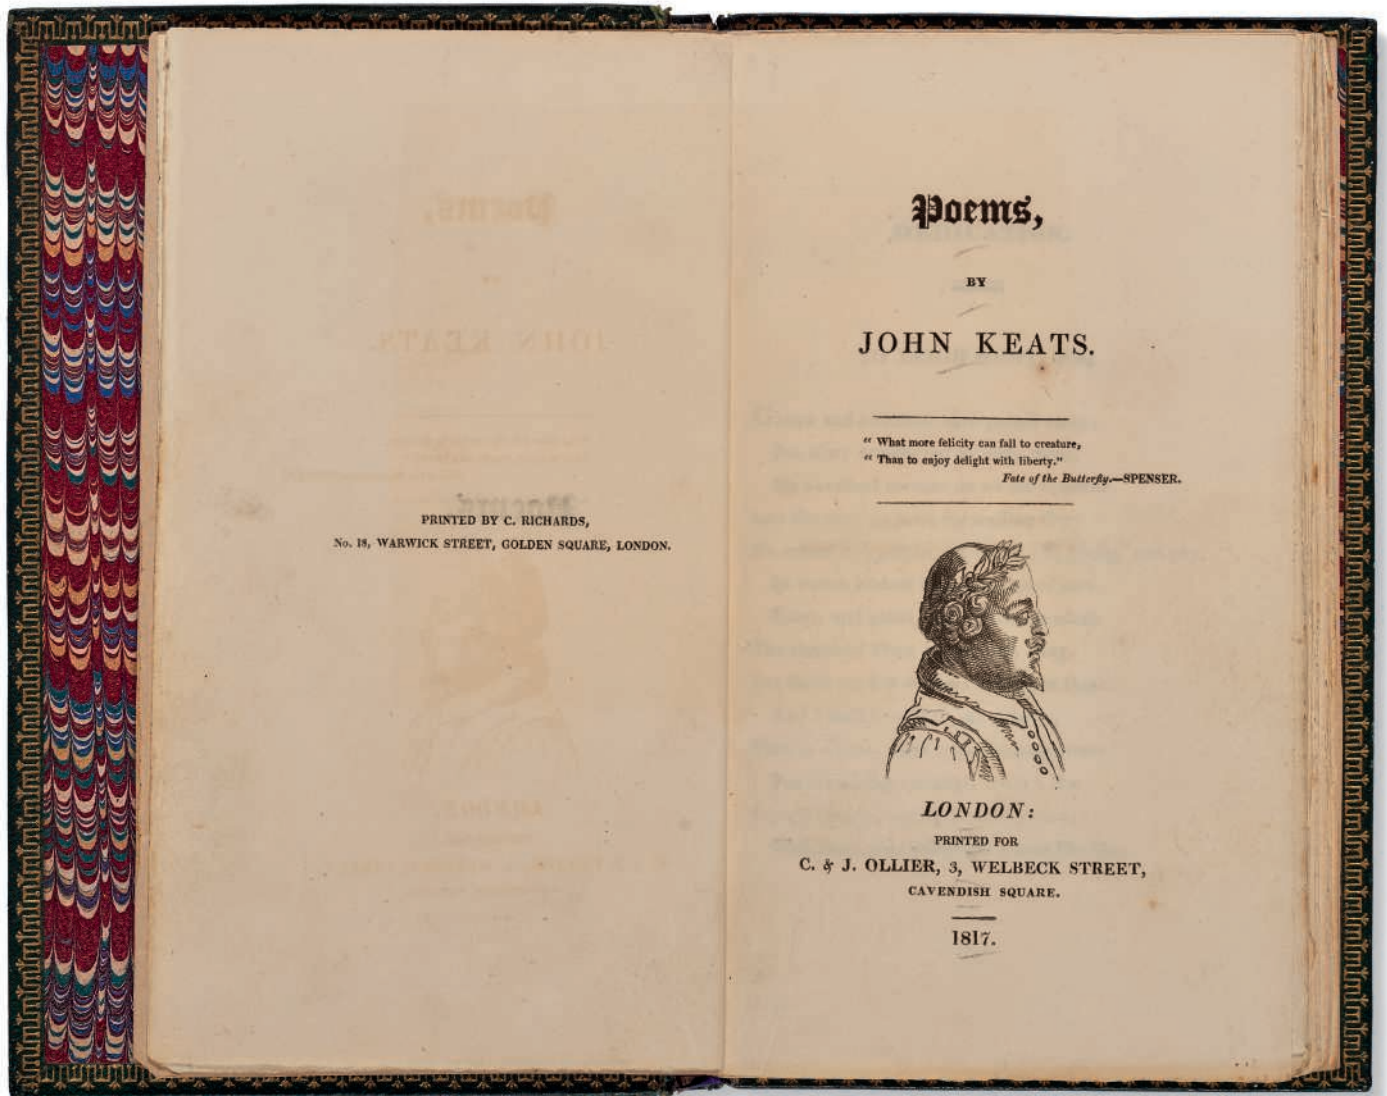 PRINTED BY C. RICHARDS,
No. 18, WARWICK STREET, GOLDEN SQUARE, LONDON.
Poems,
BY
JOHN KEATS.
“ What more felicity can fall to creature,
“ Than to enjoy delight with liberty.”
Fate of the Butterfly.—SPENSER.
LONDON:
PRINTED FOR
C. & J. OLLIER, 3, WELBECK STREET,
CAVENDISH SQUARE.
1817.